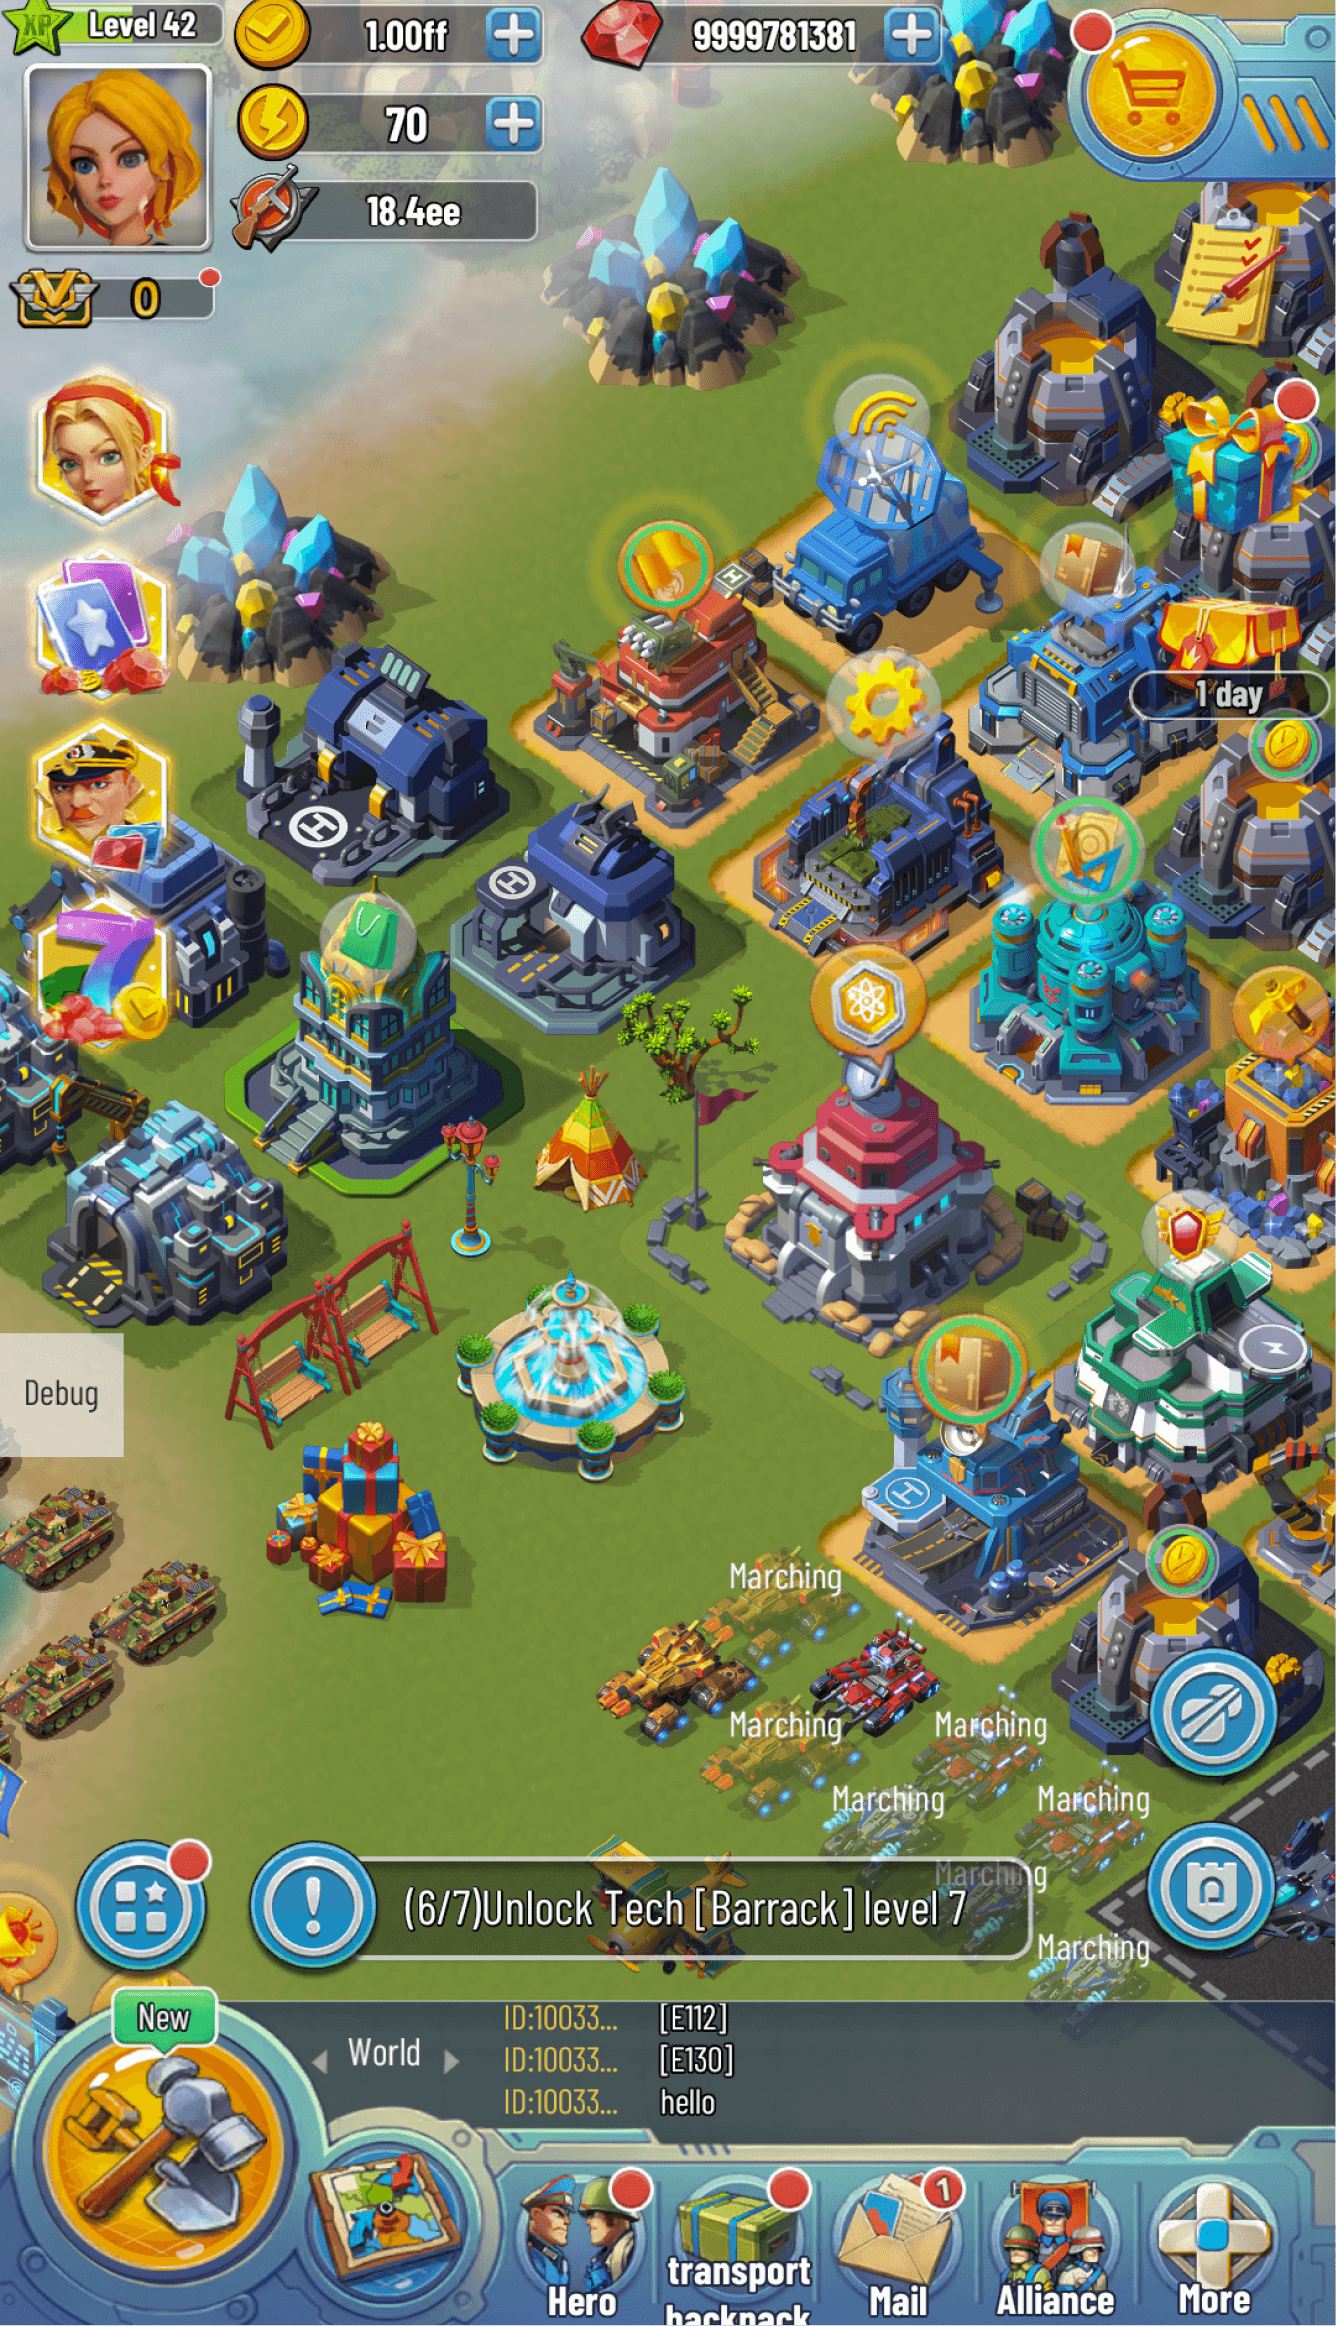 XP Level 42
1.00ff
9999781381
70
18.4ee
0
1 day
H
H
H
H
Debug
Marching
Marching
Marching
Marching
Marching
Marching
Marching
(6/7)Unlock Tech [Barrack] level 7
New
World
ID:10033... [E112]
ID:10033... [E130]
ID:10033... hello
1
Hero
transport
backpack
Mail
Alliance
More